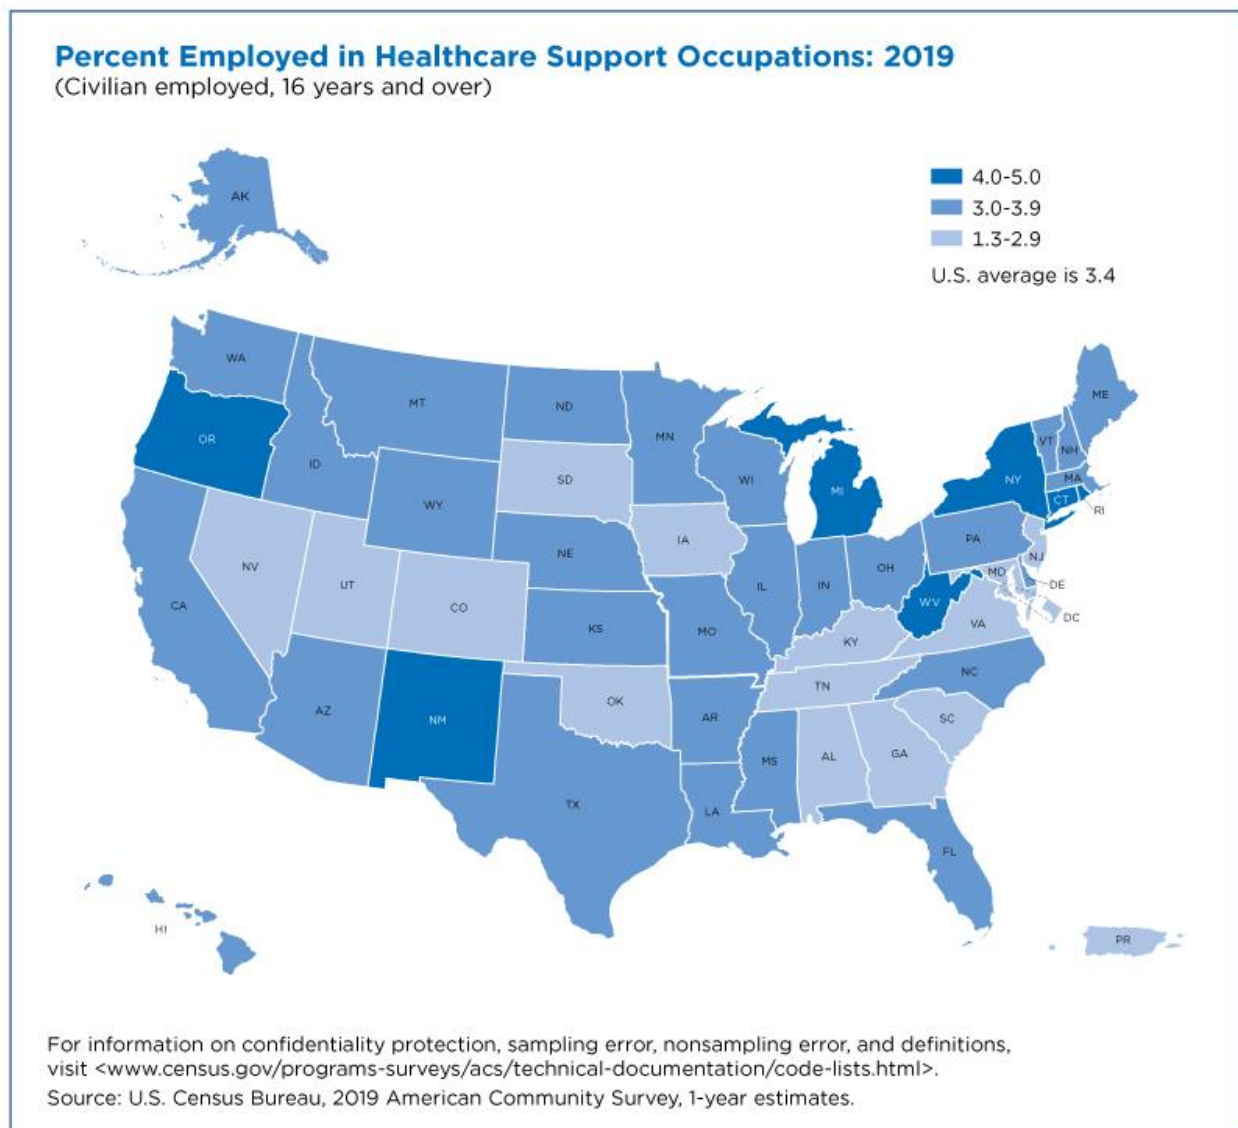 Percent Employed in Healthcare Support Occupations: 2019
(Civilian employed, 16 years and over)
AK
4.0-5.0
3.0-3.9
1.3-2.9
U.S. average is 3.4
WA
MT
ND
MN
ME
OR
ID
SD
WI
MI
VT
NH
NY
MA
CT
RI
WY
NE
IA
PA
NJ
NV
UT
CO
IL
IN
OH
MD
DE
CA
KS
MO
WV
DC
KY
VA
AZ
NM
OK
TN
NC
AR
SC
MS
AL
GA
TX
LA
FL
HI
PR
For information on confidentiality protection, sampling error, nonsampling error, and definitions,
visit <www.census.gov/programs-surveys/acs/technical-documentation/code-lists.html>.
Source: U.S. Census Bureau, 2019 American Community Survey, 1-year estimates.